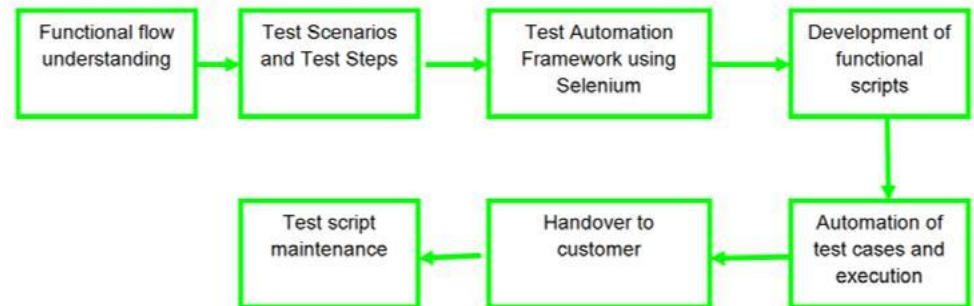 Functional flow
understanding
Test Scenarios
and Test Steps
Test Automation
Framework using
Selenium
Development of
functional
scripts
Automation of
test cases and
execution
Handover to
customer
Test script
maintenance